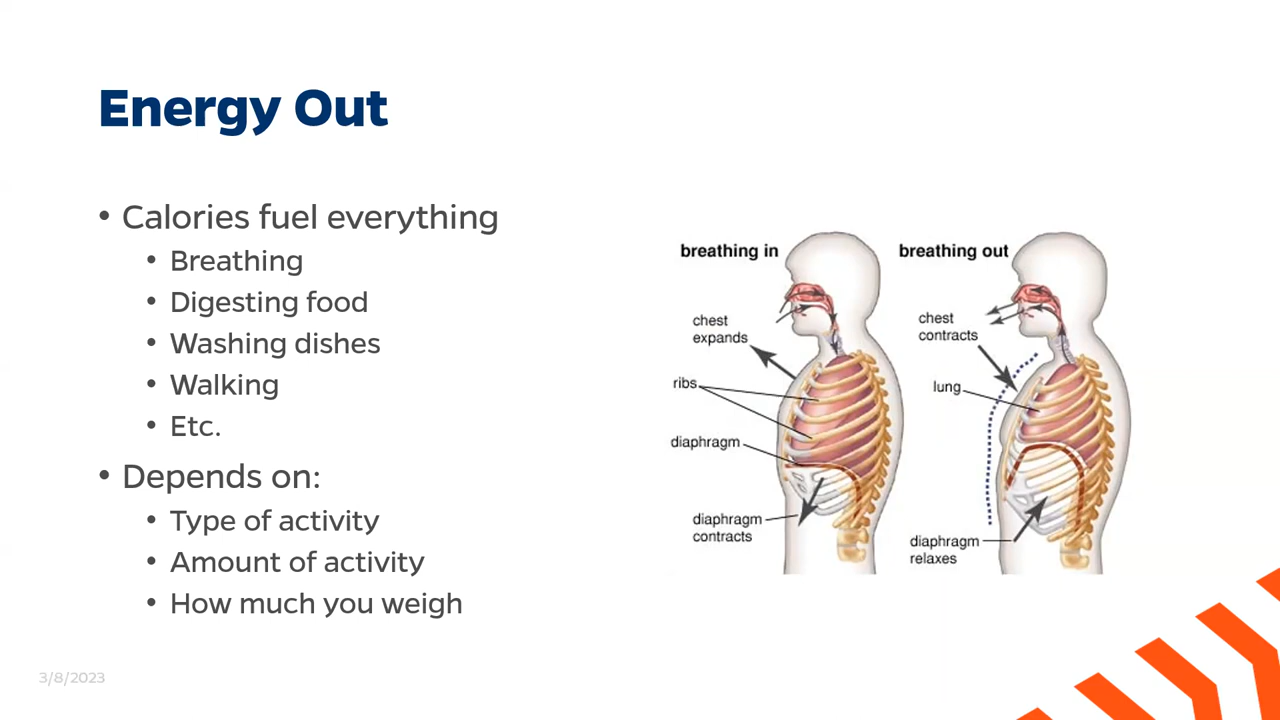 Energy Out
• Calories fuel everything
• Breathing
• Digesting food
• Washing dishes
• Walking
• Etc.
• Depends on:
• Type of activity
• Amount of activity
• How much you weigh
breathing in
chest
expands
ribs
diaphragm
diaphragm
contracts
breathing out
chest
contracts
lung
diaphragm
relaxes
3/8/2023